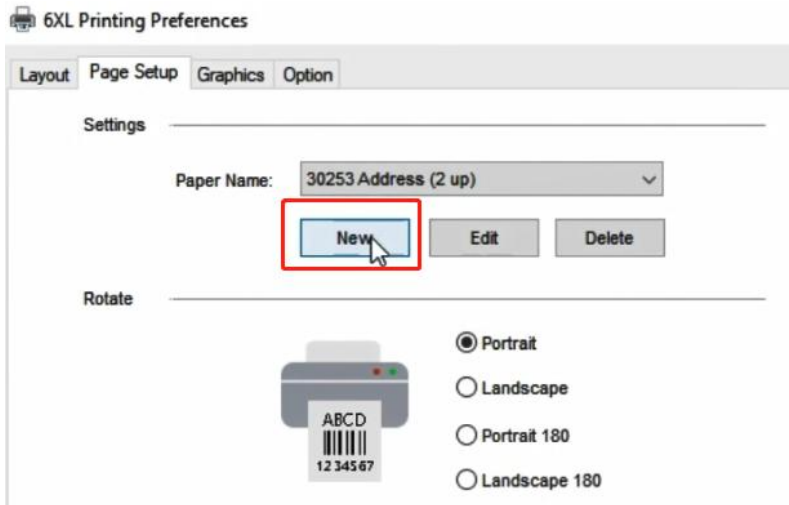 6XL Printing Preferences
Layout Page Setup Graphics Option
Settings
Paper Name: 30253 Address (2 up)
New Edit Delete
Rotate
Portrait
Landscape
Portrait 180
Landscape 180
ABCD
1234567